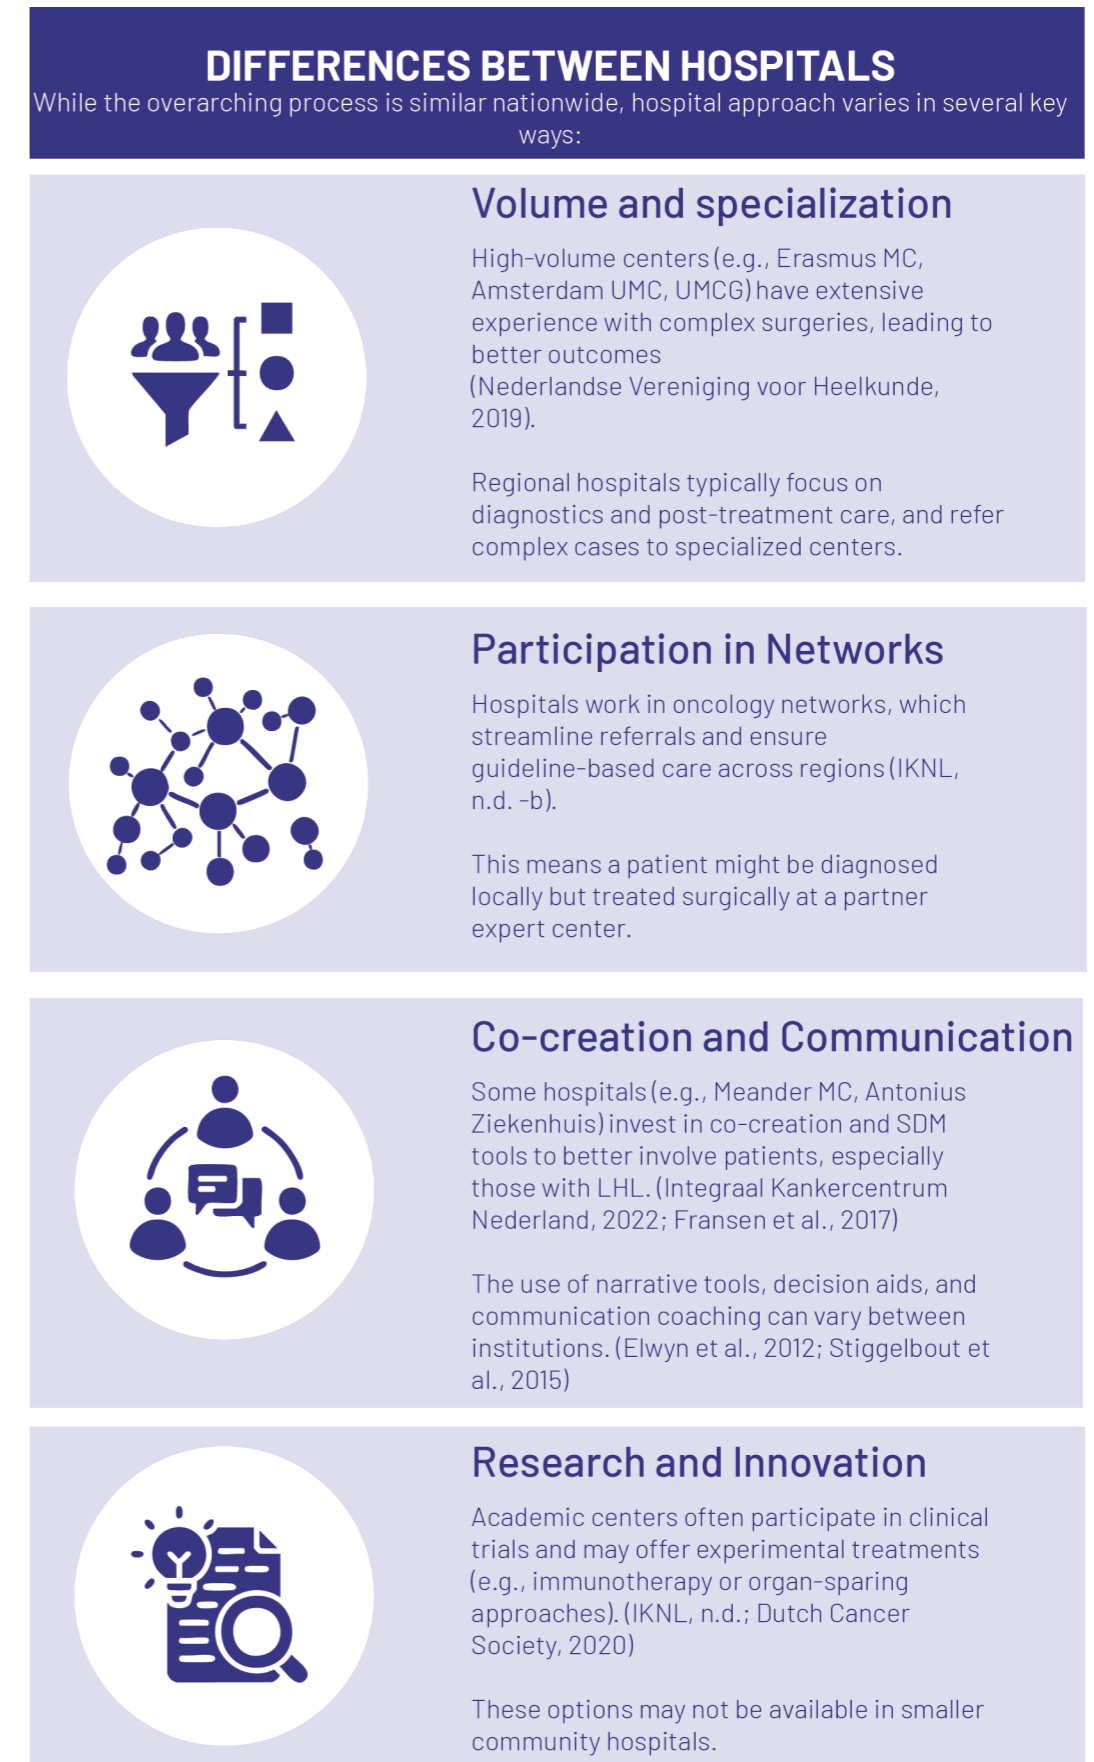 DIFFERENCES BETWEEN HOSPITALS
While the overarching process is similar nationwide, hospital approach varies in several key
ways:
Volume and specialization
High-volume centers (e.g., Erasmus MC,
Amsterdam UMC, UMCG) have extensive
experience with complex surgeries, leading to
better outcomes
(Nederlandse Vereniging voor Heelkunde,
2019).
Regional hospitals typically focus on
diagnostics and post-treatment care, and refer
complex cases to specialized centers.
Participation in Networks
Hospitals work in oncology networks, which
streamline referrals and ensure
guideline-based care across regions (IKNL,
n.d. -b).
This means a patient might be diagnosed
locally but treated surgically at a partner
expert center.
Co-creation and Communication
Some hospitals (e.g., Meander MC, Antonius
Ziekenhuis) invest in co-creation and SDM
tools to better involve patients, especially
those with LHL. (Integraal Kankercentrum
Nederland, 2022; Fransen et al., 2017)
The use of narrative tools, decision aids, and
communication coaching can vary between
institutions. (Elwyn et al., 2012; Stiggelbout et
al., 2015)
Research and Innovation
Academic centers often participate in clinical
trials and may offer experimental treatments
(e.g., immunotherapy or organ-sparing
approaches). (IKNL, n.d.; Dutch Cancer
Society, 2020)
These options may not be available in smaller
community hospitals.